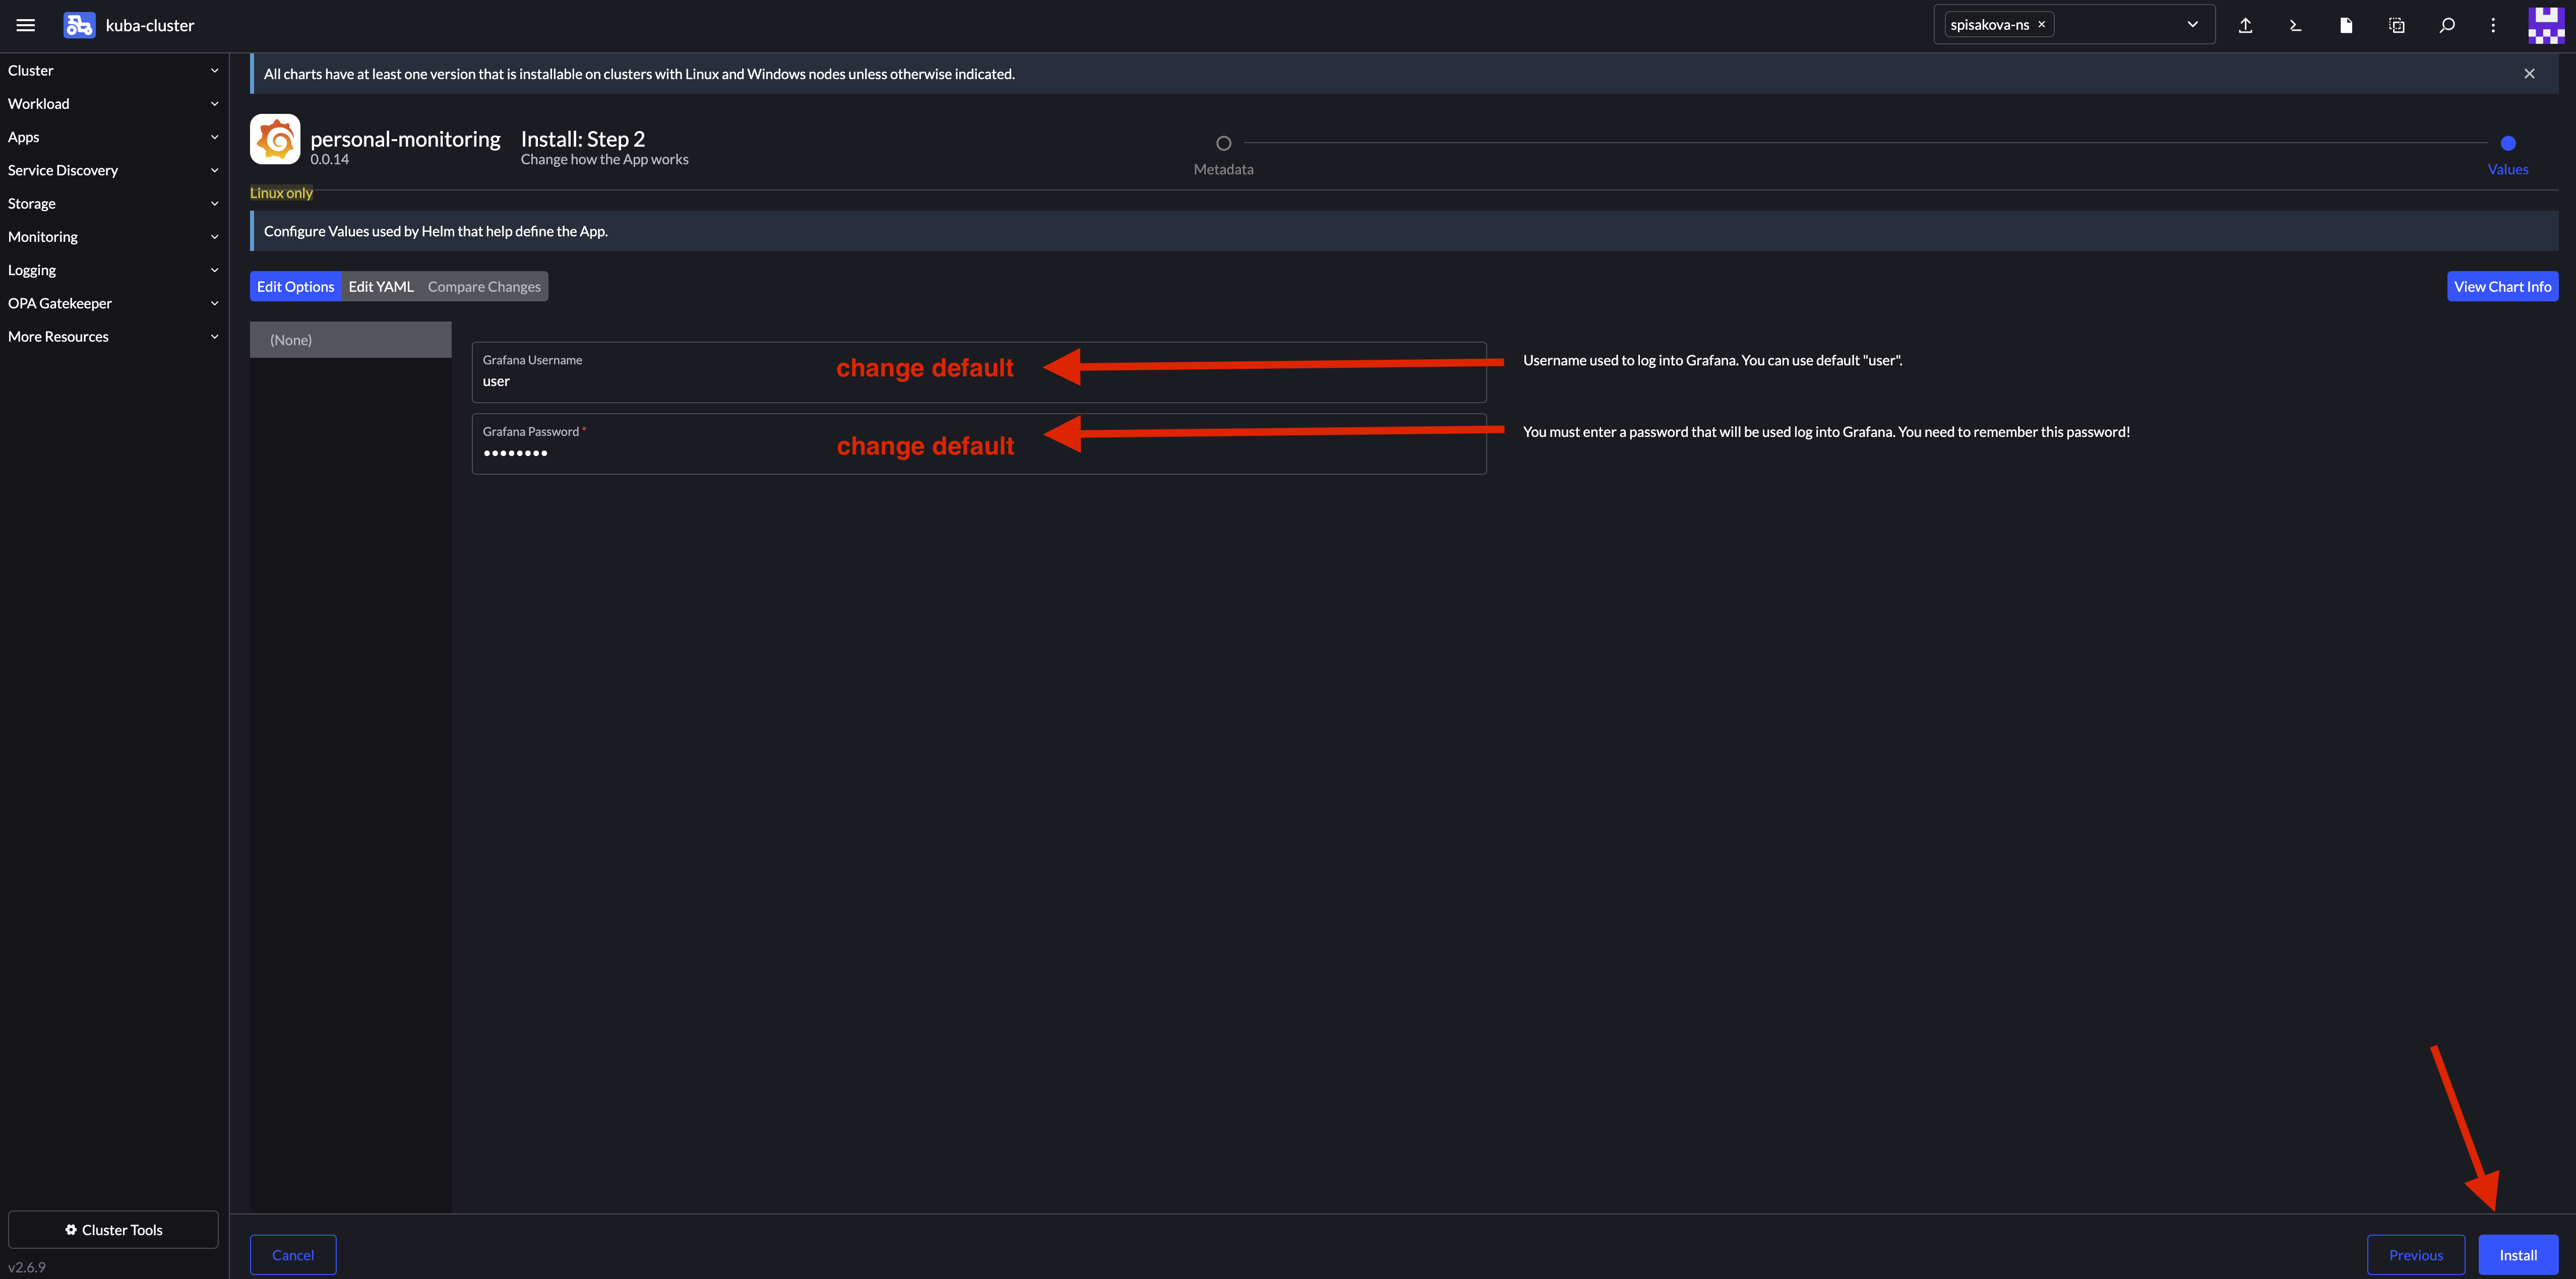 kuba-cluster
spisakova-ns ×
Cluster
Workload
Apps
Service Discovery
Storage
Monitoring
Logging
OPA Gatekeeper
More Resources
Cluster Tools
v2.6.9
All charts have at least one version that is installable on clusters with Linux and Windows nodes unless otherwise indicated.
personal-monitoring
0.0.14
Install: Step 2
Change how the App works
Metadata
Values
Linux only
Configure Values used by Helm that help define the App.
Edit Options
Edit YAML
Compare Changes
View Chart Info
(None)
Grafana Username
user
change default
Username used to log into Grafana. You can use default "user".
Grafana Password *
••••••••
change default
You must enter a password that will be used log into Grafana. You need to remember this password!
Cancel
Previous
Install